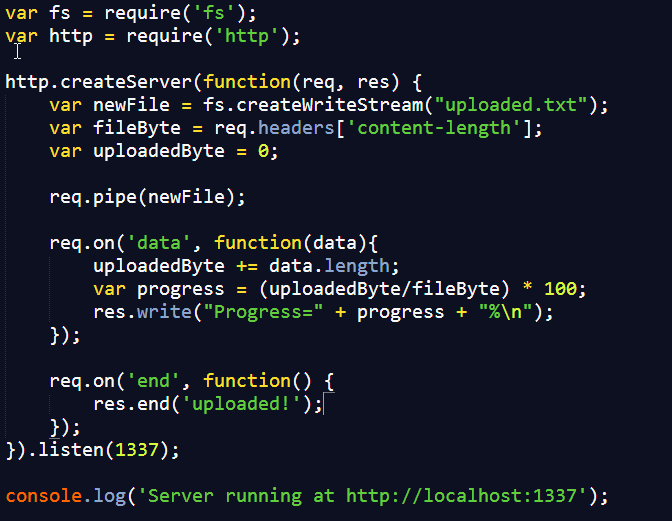 var fs = require('fs');
var http = require('http');
http.createServer(function(req, res) {
    var newFile = fs.createWriteStream("uploaded.txt");
    var fileByte = req.headers['content-length'];
    var uploadedByte = 0;
    req.pipe(newFile);
    req.on('data', function(data){
        uploadedByte += data.length;
        var progress = (uploadedByte/fileByte) * 100;
        res.write("Progress=" + progress + "%\n");
    });
    req.on('end', function() {
        res.end('uploaded!');
    });
}).listen(1337);
console.log('Server running at http://localhost:1337');